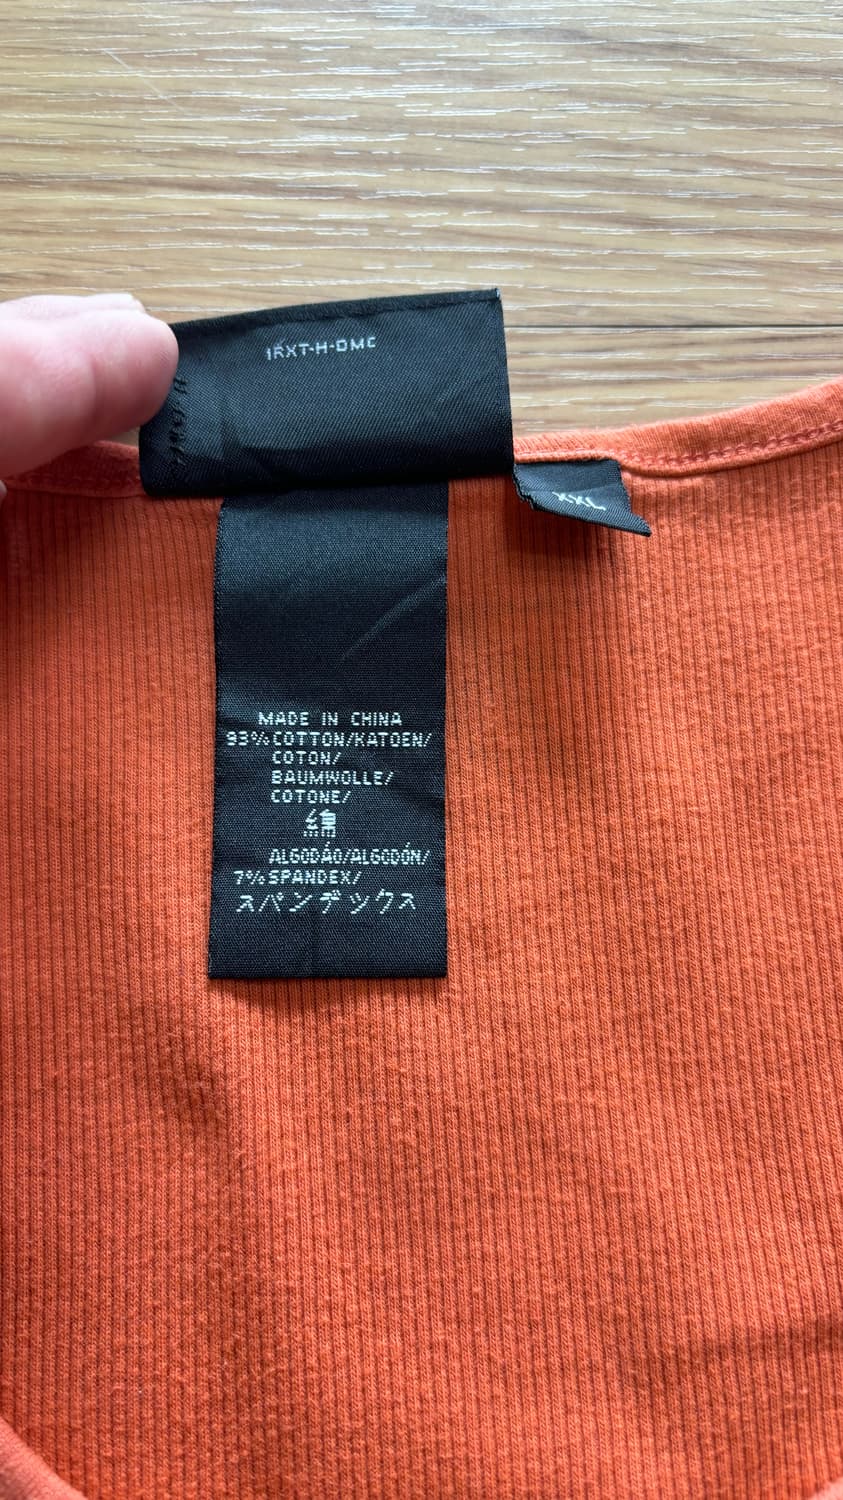 1RXT-H-DMC
XXL
MADE IN CHINA
93% COTTON/KATOEN/
COTON/
BAUMWOLLE/
COTONE/
綿
ALGODÁO/ALGODÓN/
7% SPANDEX/
スパンデックス